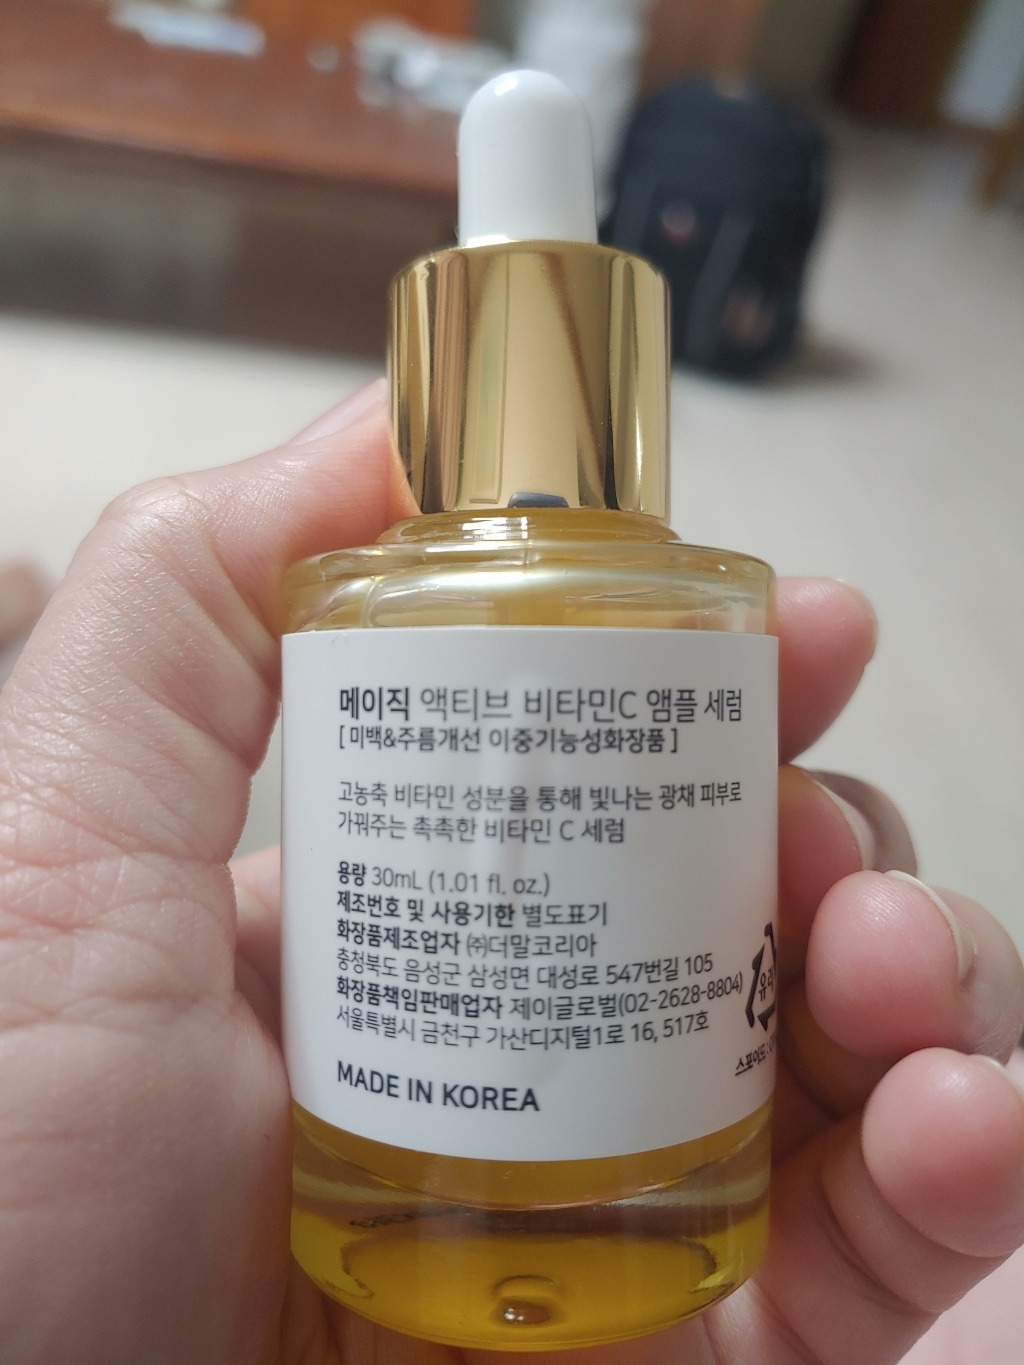 메이직 액티브 비타민C 앰플 세럼
[ 미백&주름개선 이중기능성화장품 ]
고농축 비타민 성분을 통해 빛나는 광채 피부로
가꿔주는 촉촉한 비타민 C 세럼
용량 30mL (1.01 fl. oz.)
제조번호 및 사용기한 별도표기
화장품제조업자 ㈜더말코리아
충청북도 음성군 삼성면 대성로 547번길 105
화장품책임판매업자 제이글로벌(02-2628-8804)
서울특별시 금천구 가산디지털1로 16, 517호
MADE IN KOREA
유리
스포이드: